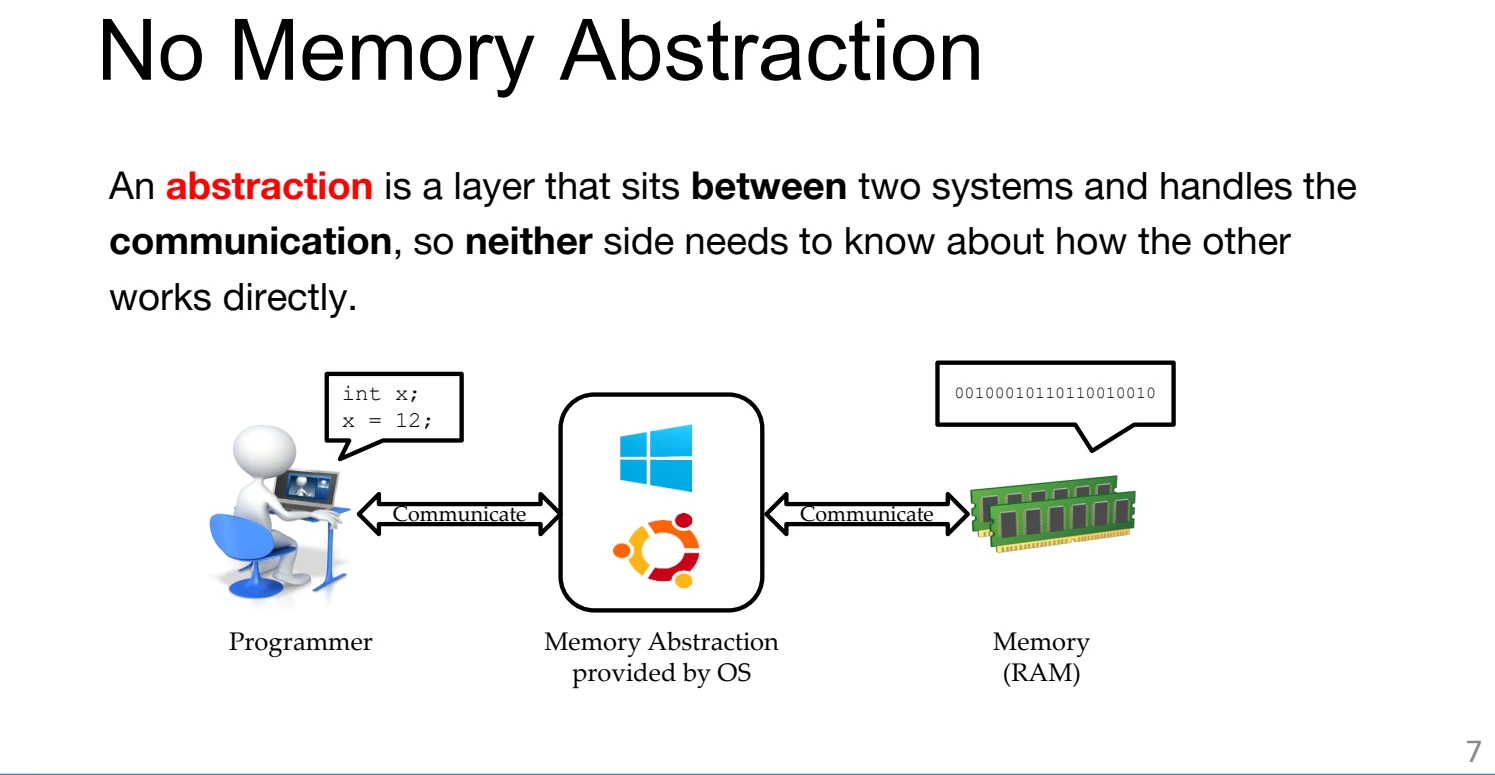 No Memory Abstraction
An abstraction is a layer that sits between two systems and handles the
communication, so neither side needs to know about how the other
works directly.
int x;
x = 12;
00100010110110010010
Communicate
Communicate
Programmer
Memory Abstraction
provided by OS
Memory
(RAM)
7